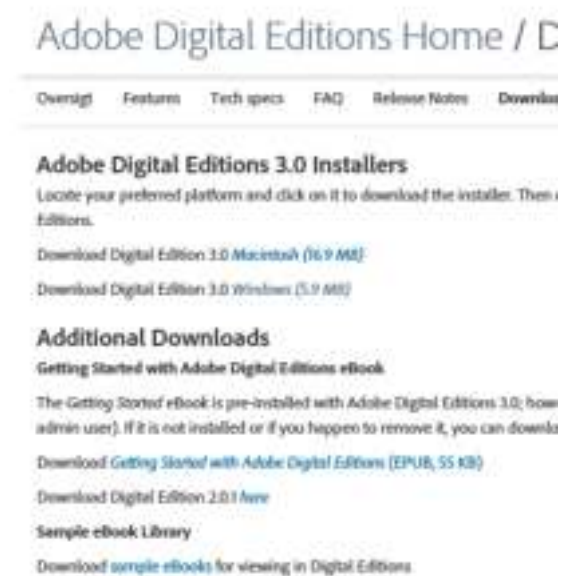 Adobe Digital Editions Home / D
Oversigt Features Tech specs FAQ Release Notes Downloa
Adobe Digital Editions 3.0 Installers
Locate your preferred platform and click on it to download the installer. Then
Editions.
Download Digital Edition 3.0 Macintosh (16.9 MB)
Download Digital Edition 3.0 Windows (5.9 MB)
Additional Downloads
Getting Started with Adobe Digital Editions eBook
The Getting Started eBook is pre-installed with Adobe Digital Editions 3.0; how
admin user). If it is not installed or if you happen to remove it, you can downlo
Download Getting Started with Adobe Digital Editions (EPUB, 55 KB)
Download Digital Edition 2.0.1 here
Sample eBook Library
Download sample eBooks for viewing in Digital Editions